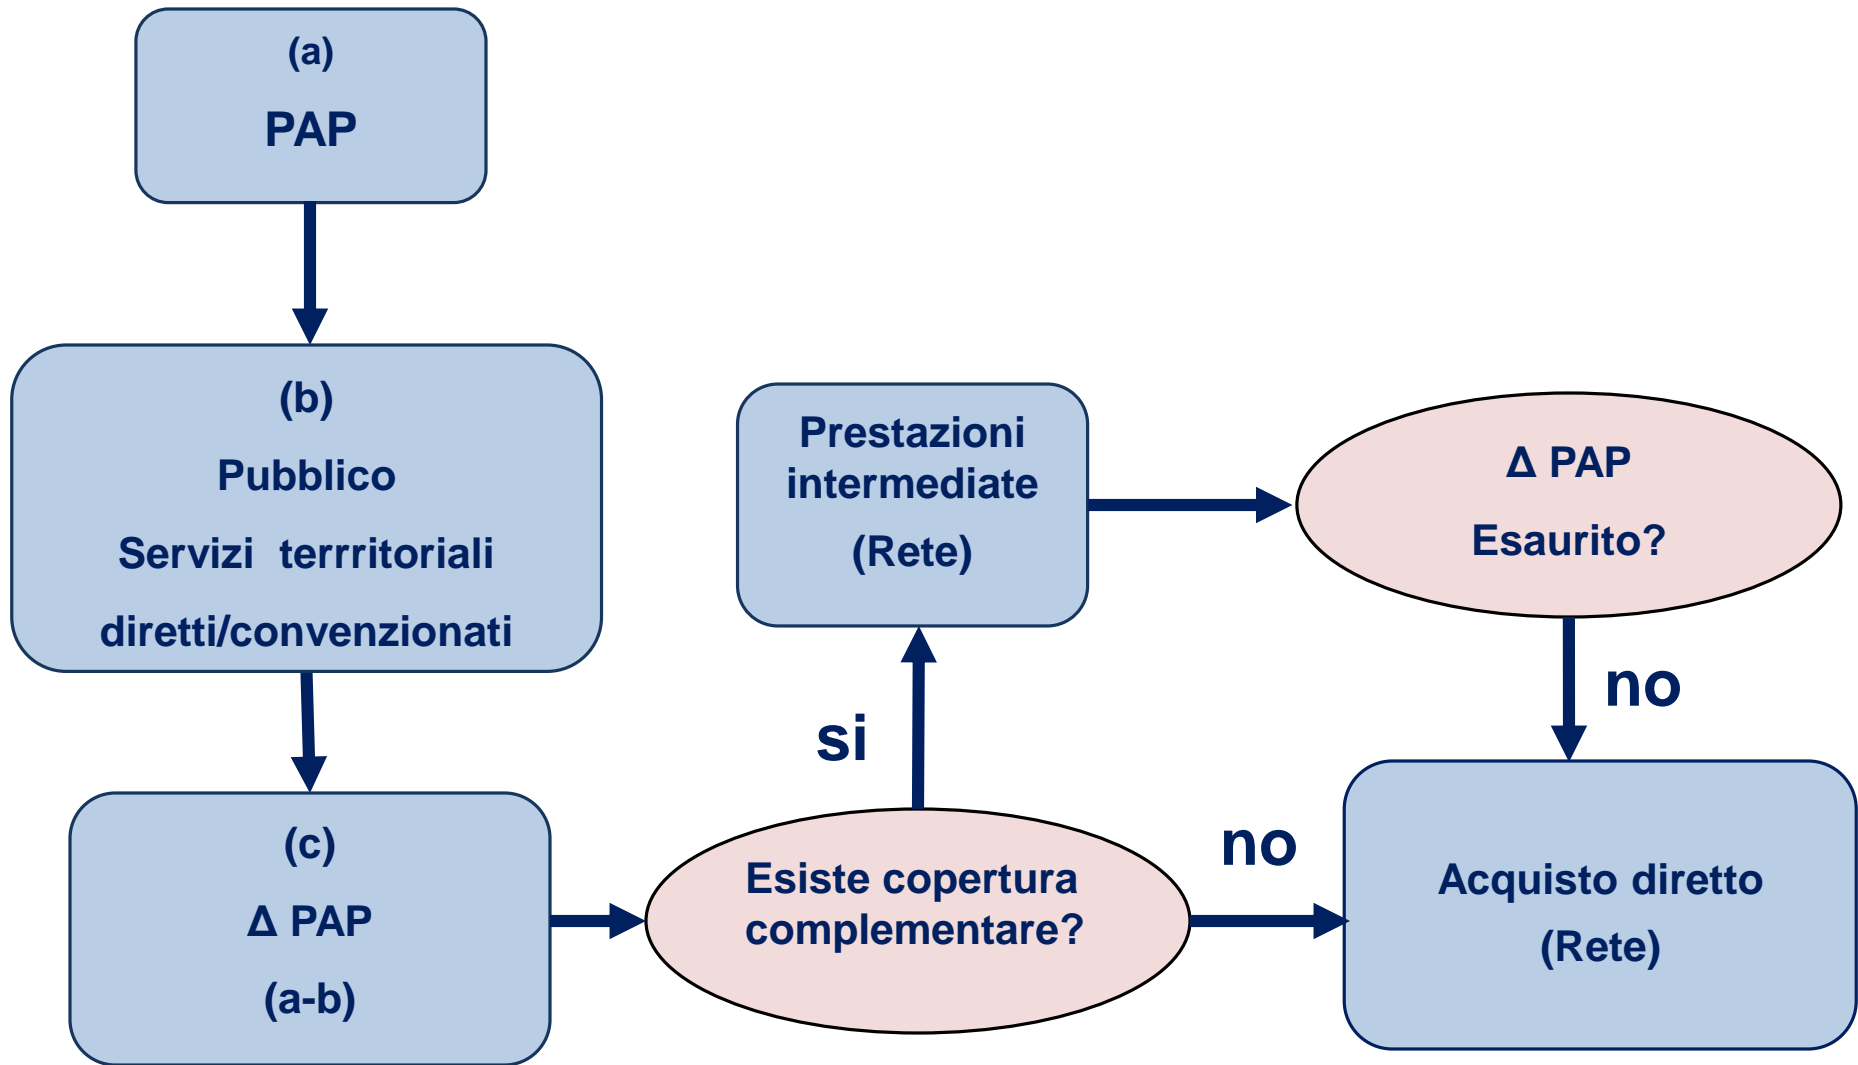 (a)
PAP
(b)
Pubblico
Servizi terrritoriali
diretti/convenzionati
(c)
Δ PAP
(a-b)
Esiste copertura
complementare?
si
Prestazioni
intermediate
(Rete)
Δ PAP
Esaurito?
no
no
Acquisto diretto
(Rete)